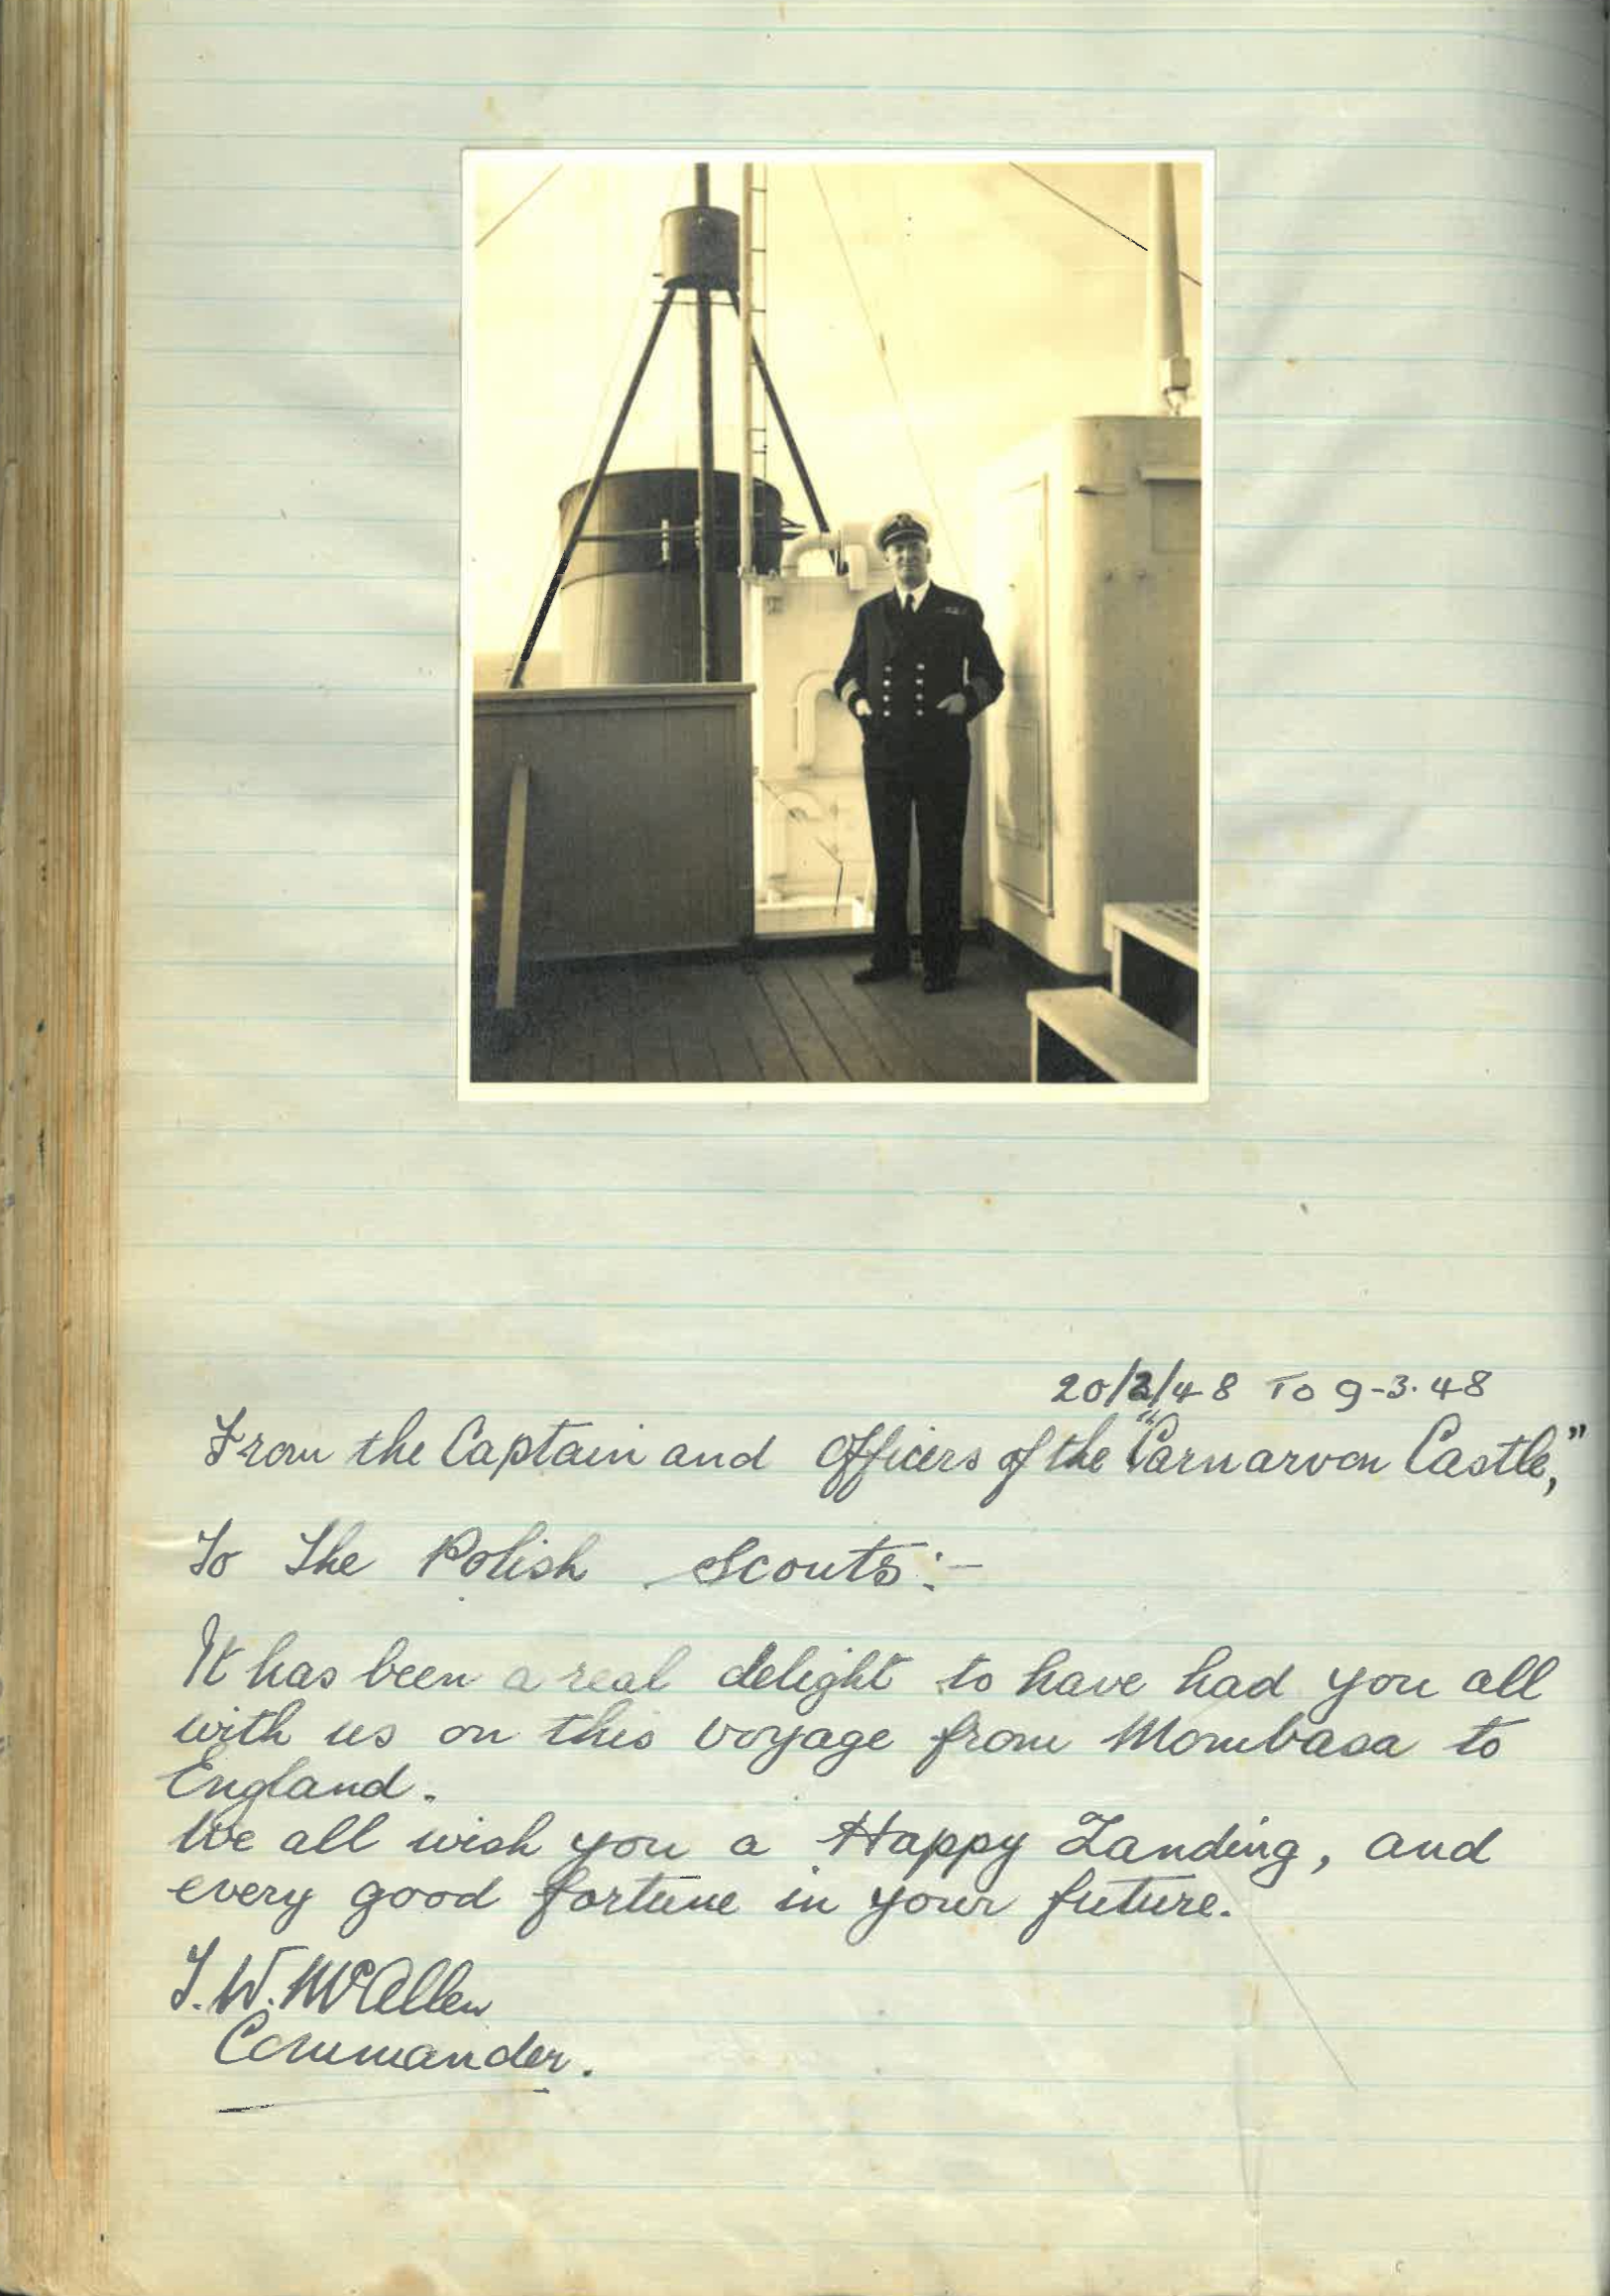 20/2/48 To 9-3-48
From the Captain and Officers of the "Carnarvon Castle,"
To The Polish Scouts:-
It has been a real delight to have had you all
with us on this voyage from Mombasa to
England.
We all wish you a Happy Landing, and
every good fortune in your future.
J. W. McAllen
Commander.